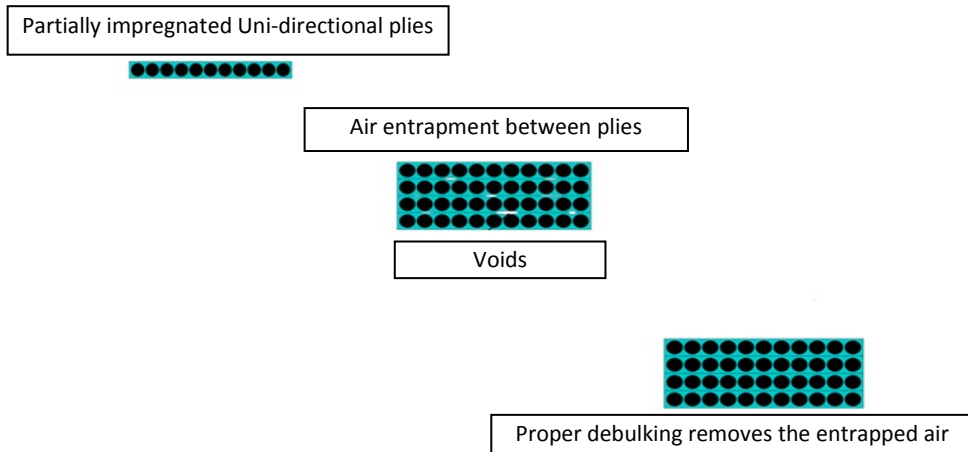 Partially impregnated Uni-directional plies
Air entrapment between plies
Voids
Proper debulking removes the entrapped air